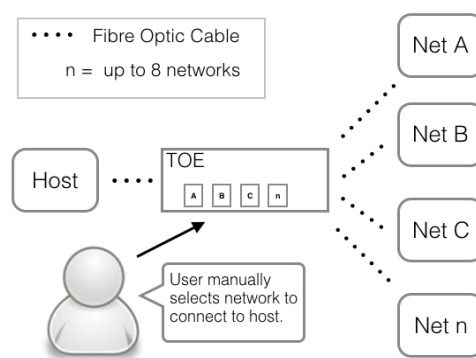 Fibre Optic Cable
n = up to 8 networks
Net A
Net B
TOE
Host
A B C n
Net C
User manually
selects network to
connect to host.
Net n